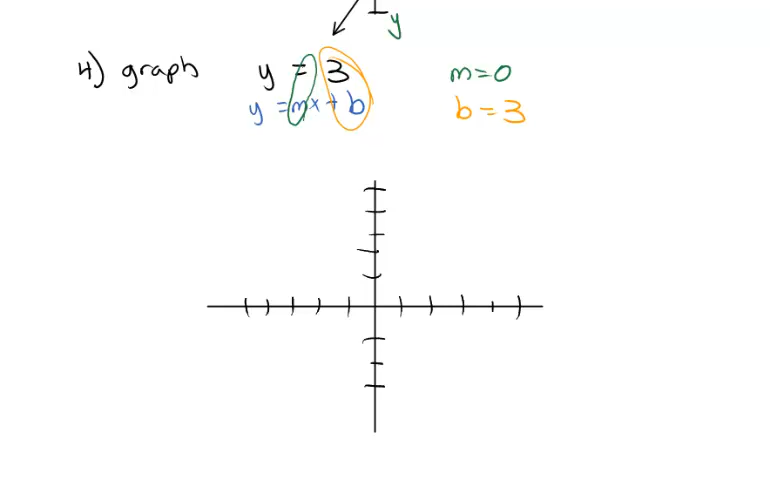 y
4) graph y = 3 m=0
y = mx + b b = 3